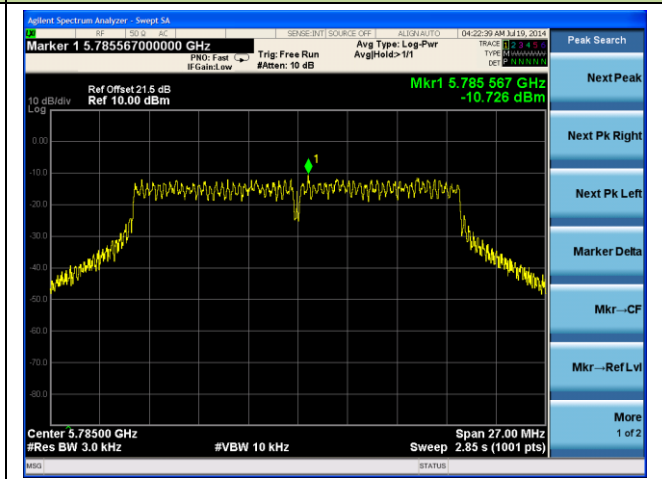 Agilent Spectrum Analyzer - Swept SA
RF 50 Ω AC SENSE:INT SOURCE OFF ALIGNAUTO 04:22:39 AM Jul 19, 2014
Marker 1 5.785567000000 GHz
PNO: Fast
IFGain:Low
Trig: Free Run
#Atten: 10 dB
Avg Type: Log-Pwr
Avg|Hold:>1/1
TRACE 1 2 3 4 5 6
TYPE M WWWWW
DET P N N N N N
Peak Search
Ref Offset 21.5 dB
10 dB/div Ref 10.00 dBm
Log
Mkr1 5.785 567 GHz
-10.726 dBm
1
0.00
-10.0
-20.0
-30.0
-40.0
-50.0
-60.0
-70.0
-80.0
Center 5.78500 GHz Span 27.00 MHz
#Res BW 3.0 kHz #VBW 10 kHz Sweep 2.85 s (1001 pts)
MSG STATUS
Next Peak
Next Pk Right
Next Pk Left
Marker Delta
Mkr→CF
Mkr→Ref Lvl
More
1 of 2